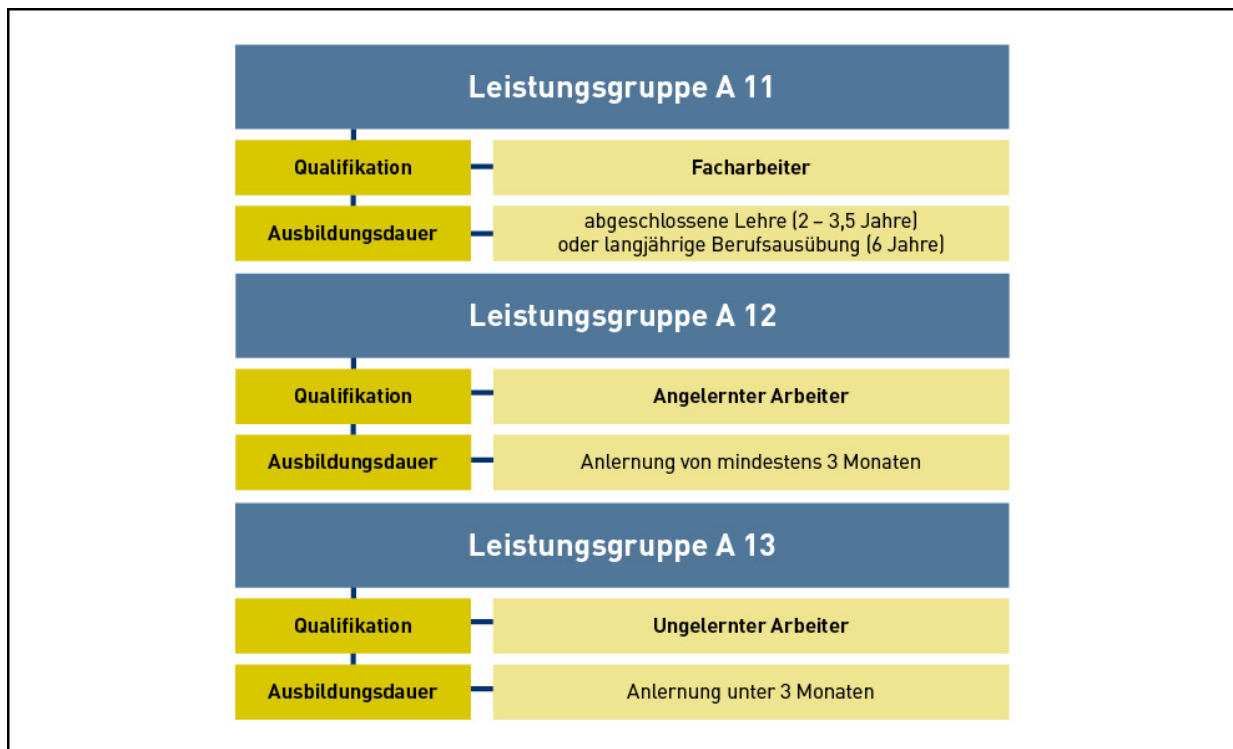 Leistungsgruppe A 11
Qualifikation
Facharbeiter
Ausbildungsdauer
abgeschlossene Lehre (2 – 3,5 Jahre)
oder langjährige Berufsausübung (6 Jahre)
Leistungsgruppe A 12
Qualifikation
Angelernter Arbeiter
Ausbildungsdauer
Anlernung von mindestens 3 Monaten
Leistungsgruppe A 13
Qualifikation
Ungelernter Arbeiter
Ausbildungsdauer
Anlernung unter 3 Monaten